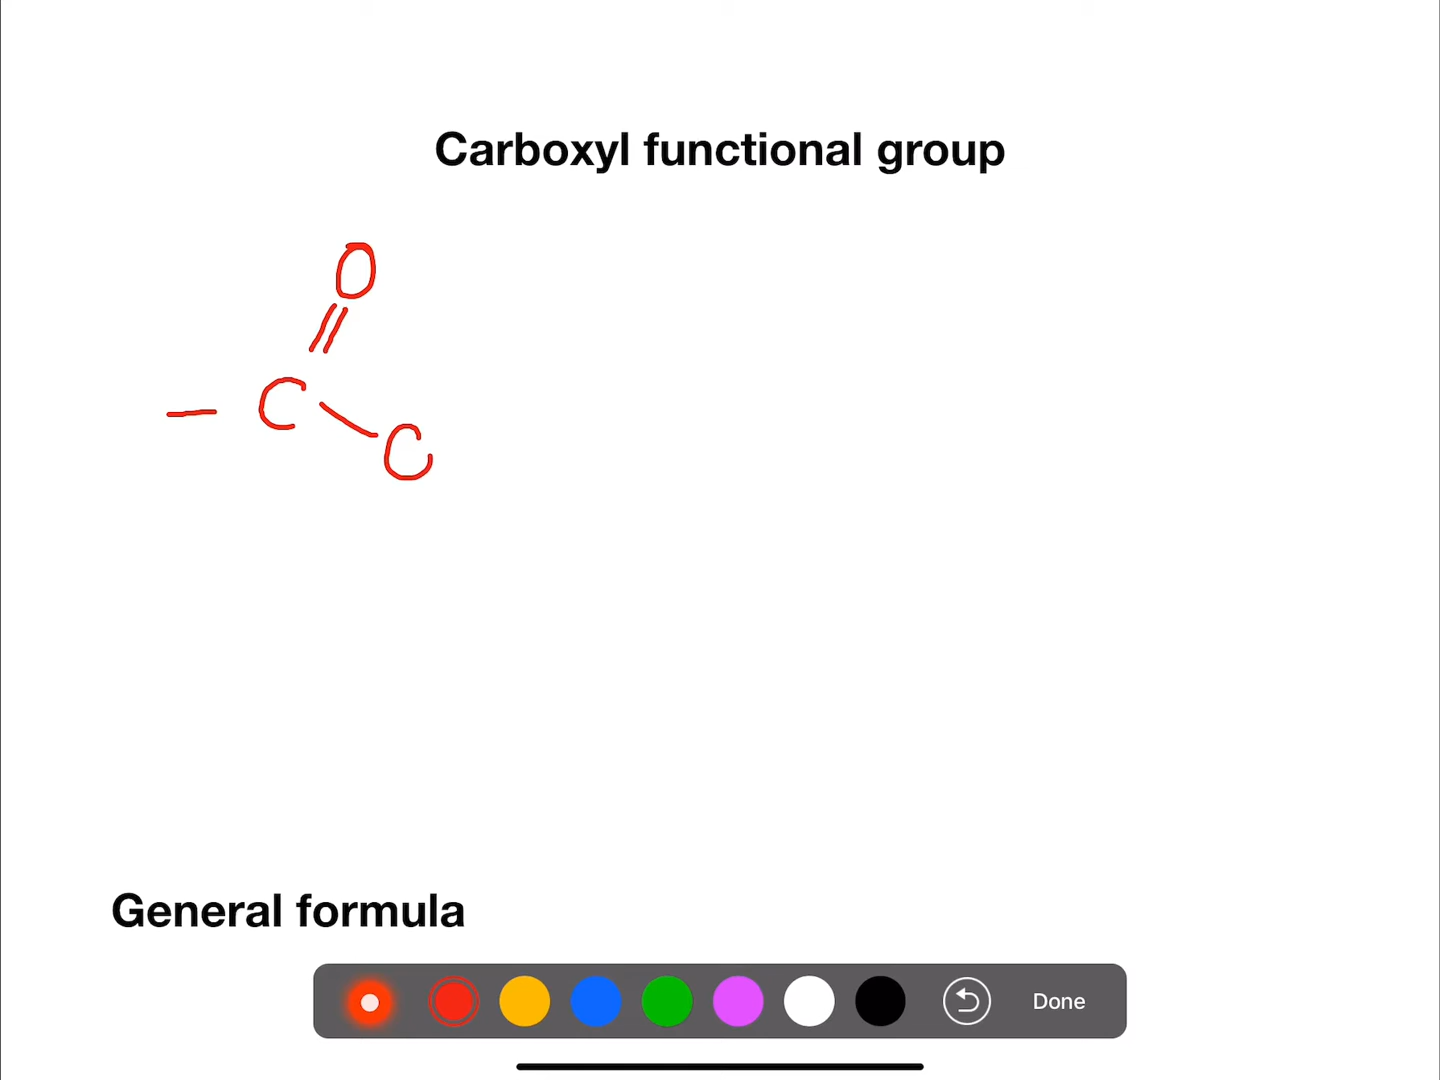 Carboxyl functional group
O
||
— C
\ C
General formula
Done